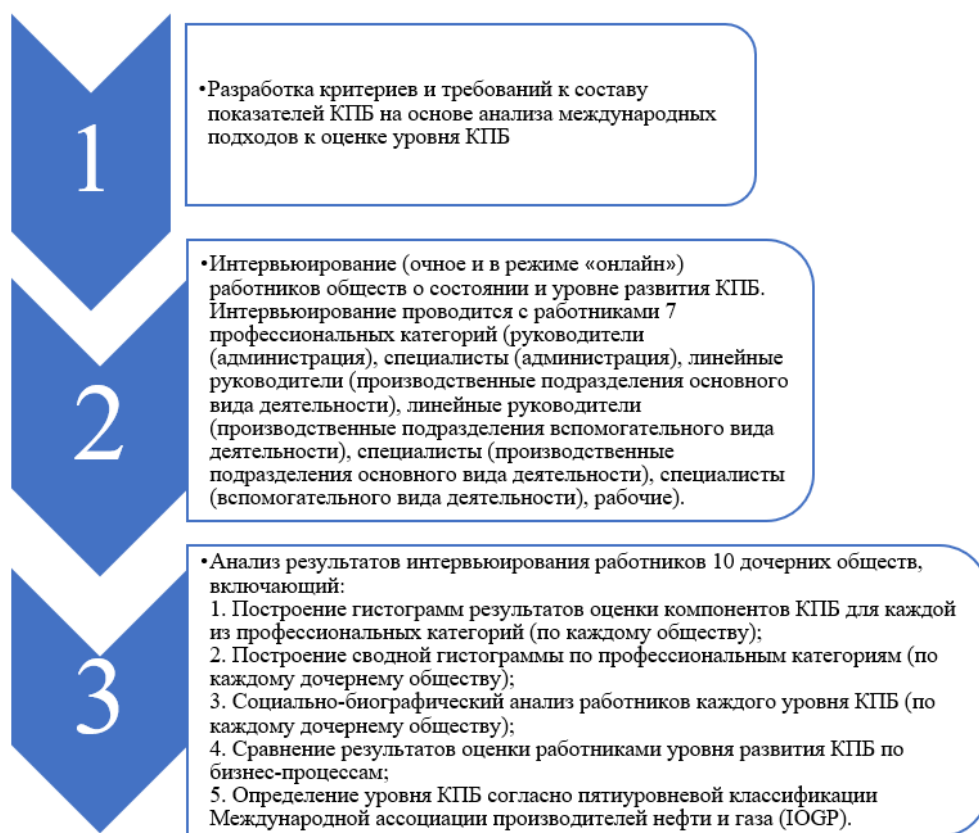 1
•Разработка критериев и требований к составу
показателей КПБ на основе анализа международных
подходов к оценке уровня КПБ
2
•Интервьюирование (очное и в режиме «онлайн»)
работников обществ о состоянии и уровне развития КПБ.
Интервьюирование проводится с работниками 7
профессиональных категорий (руководители
(администрация), специалисты (администрация), линейные
руководители (производственные подразделения основного
вида деятельности), линейные руководители
(производственные подразделения вспомогательного вида
деятельности), специалисты (производственные
подразделения основного вида деятельности), специалисты
(вспомогательного вида деятельности), рабочие).
3
•Анализ результатов интервьюирования работников 10 дочерних обществ,
включающий:
1. Построение гистограмм результатов оценки компонентов КПБ для каждой
из профессиональных категорий (по каждому обществу);
2. Построение сводной гистограммы по профессиональным категориям (по
каждому дочернему обществу);
3. Социально-биографический анализ работников каждого уровня КПБ (по
каждому дочернему обществу);
4. Сравнение результатов оценки работниками уровня развития КПБ по
бизнес-процессам;
5. Определение уровня КПБ согласно пятиуровневой классификации
Международной ассоциации производителей нефти и газа (IOGP).